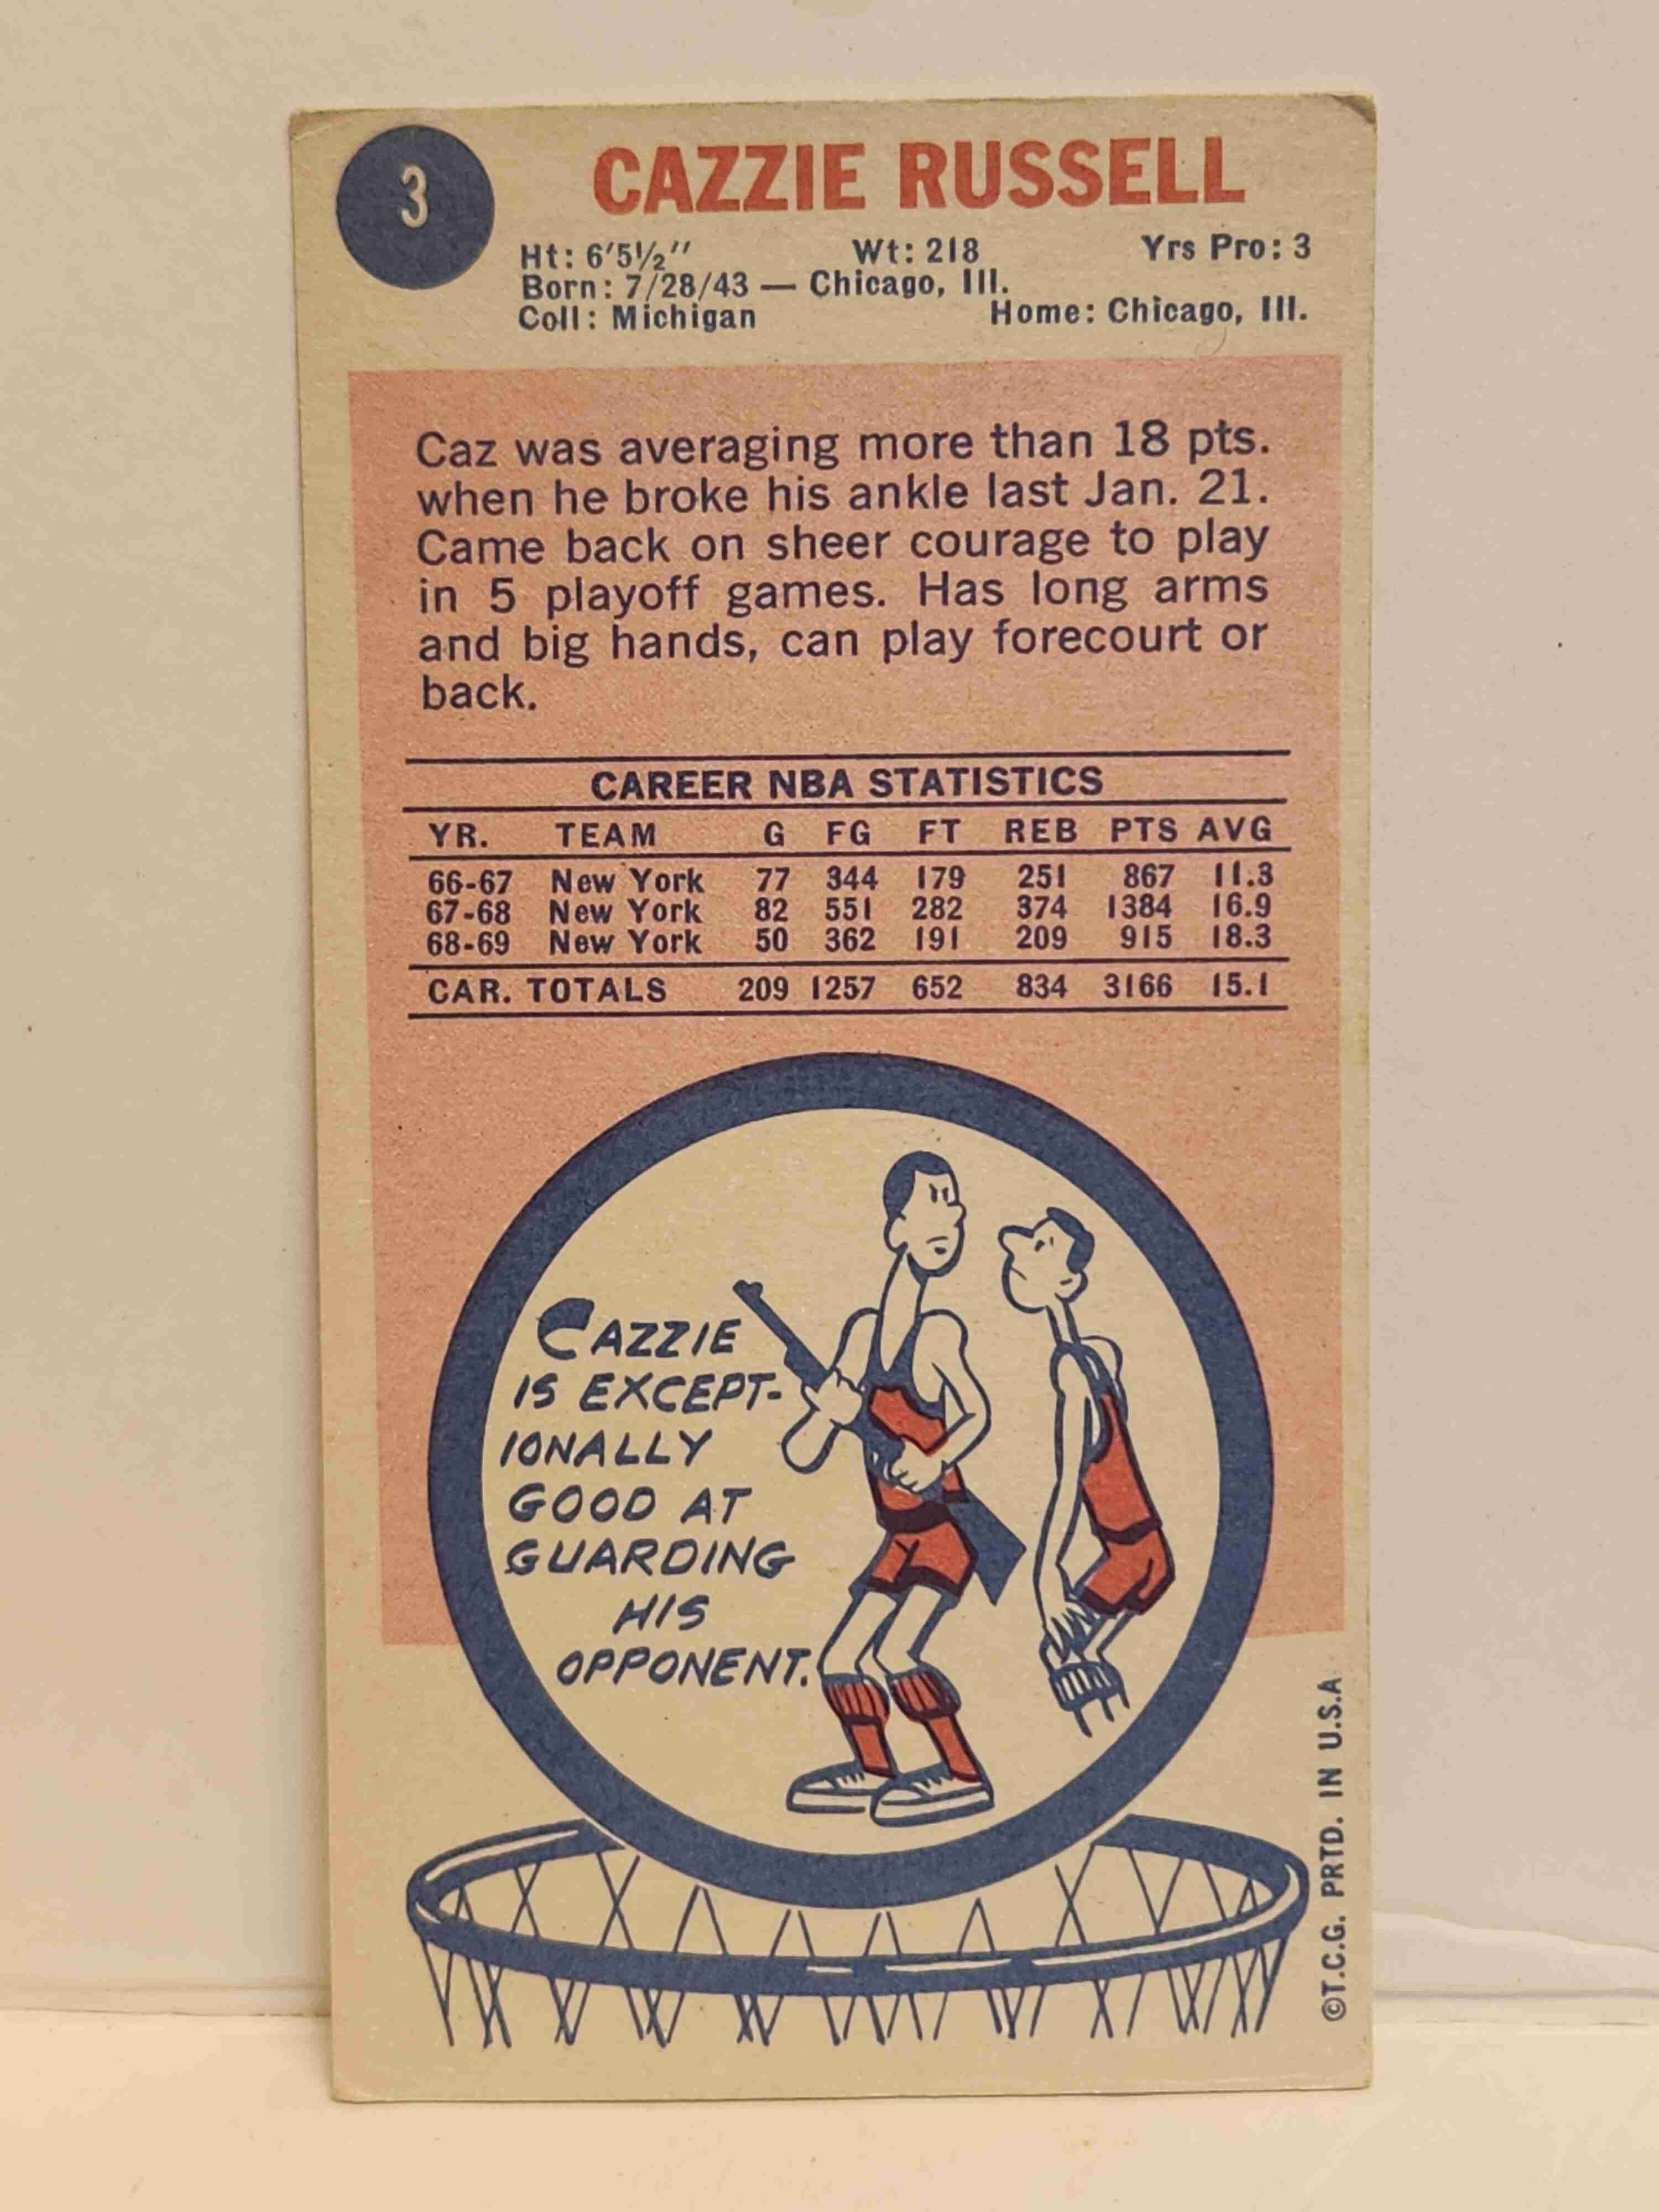 3
CAZZIE RUSSELL
Ht: 6'5½" Wt: 218 Yrs Pro: 3
Born: 7/28/43 — Chicago, Ill.
Coll: Michigan Home: Chicago, Ill.
Caz was averaging more than 18 pts.
when he broke his ankle last Jan. 21.
Came back on sheer courage to play
in 5 playoff games. Has long arms
and big hands, can play forecourt or
back.
CAREER NBA STATISTICS
YR. TEAM G FG FT REB PTS AVG
66-67 New York 77 344 179 251 867 11.3
67-68 New York 82 551 282 374 1384 16.9
68-69 New York 50 362 191 209 915 18.3
CAR. TOTALS 209 1257 652 834 3166 15.1
CAZZIE
IS EXCEPT-
IONALLY
GOOD AT
GUARDING
HIS
OPPONENT.
©T.C.G. PRTD. IN U.S.A